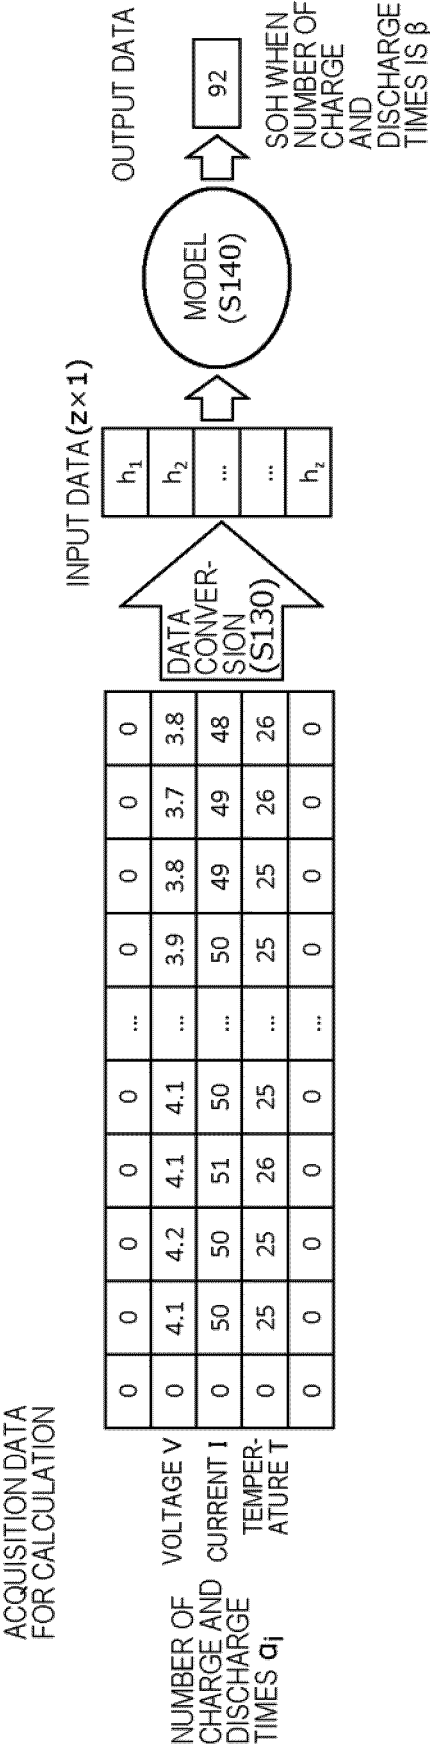 ACQUISITION DATA
FOR CALCULATION
NUMBER OF
CHARGE AND
DISCHARGE
TIMES αi
VOLTAGE V
CURRENT I
TEMPER-
ATURE T
0 0 0 0 0 ... 0 0 0 0
0 4.1 4.2 4.1 4.1 ... 3.9 3.8 3.7 3.8
0 50 50 51 50 ... 50 49 49 48
0 25 25 26 25 ... 25 25 26 26
0 0 0 0 0 ... 0 0 0 0
DATA
CONVER-
SION
(S130)
INPUT DATA(z×1)
h1
h2
...
...
hz
MODEL
(S140)
OUTPUT DATA
92
SOH WHEN
NUMBER OF
CHARGE
AND
DISCHARGE
TIMES IS β